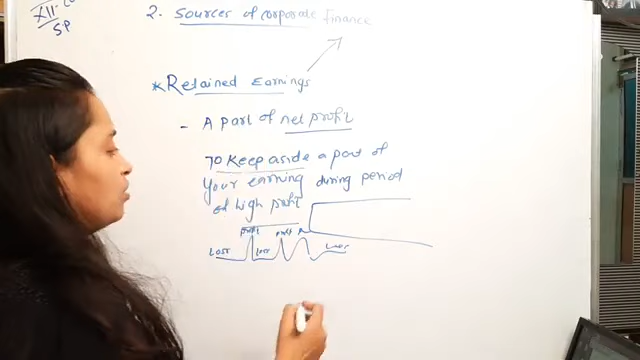 XII-Co
SP
2. Sources of corporate finance
*Retained Earnings
- A part of net profit
To Keep aside a part of
your earning during period
of high profit
profit profit
Loss Loss Loss